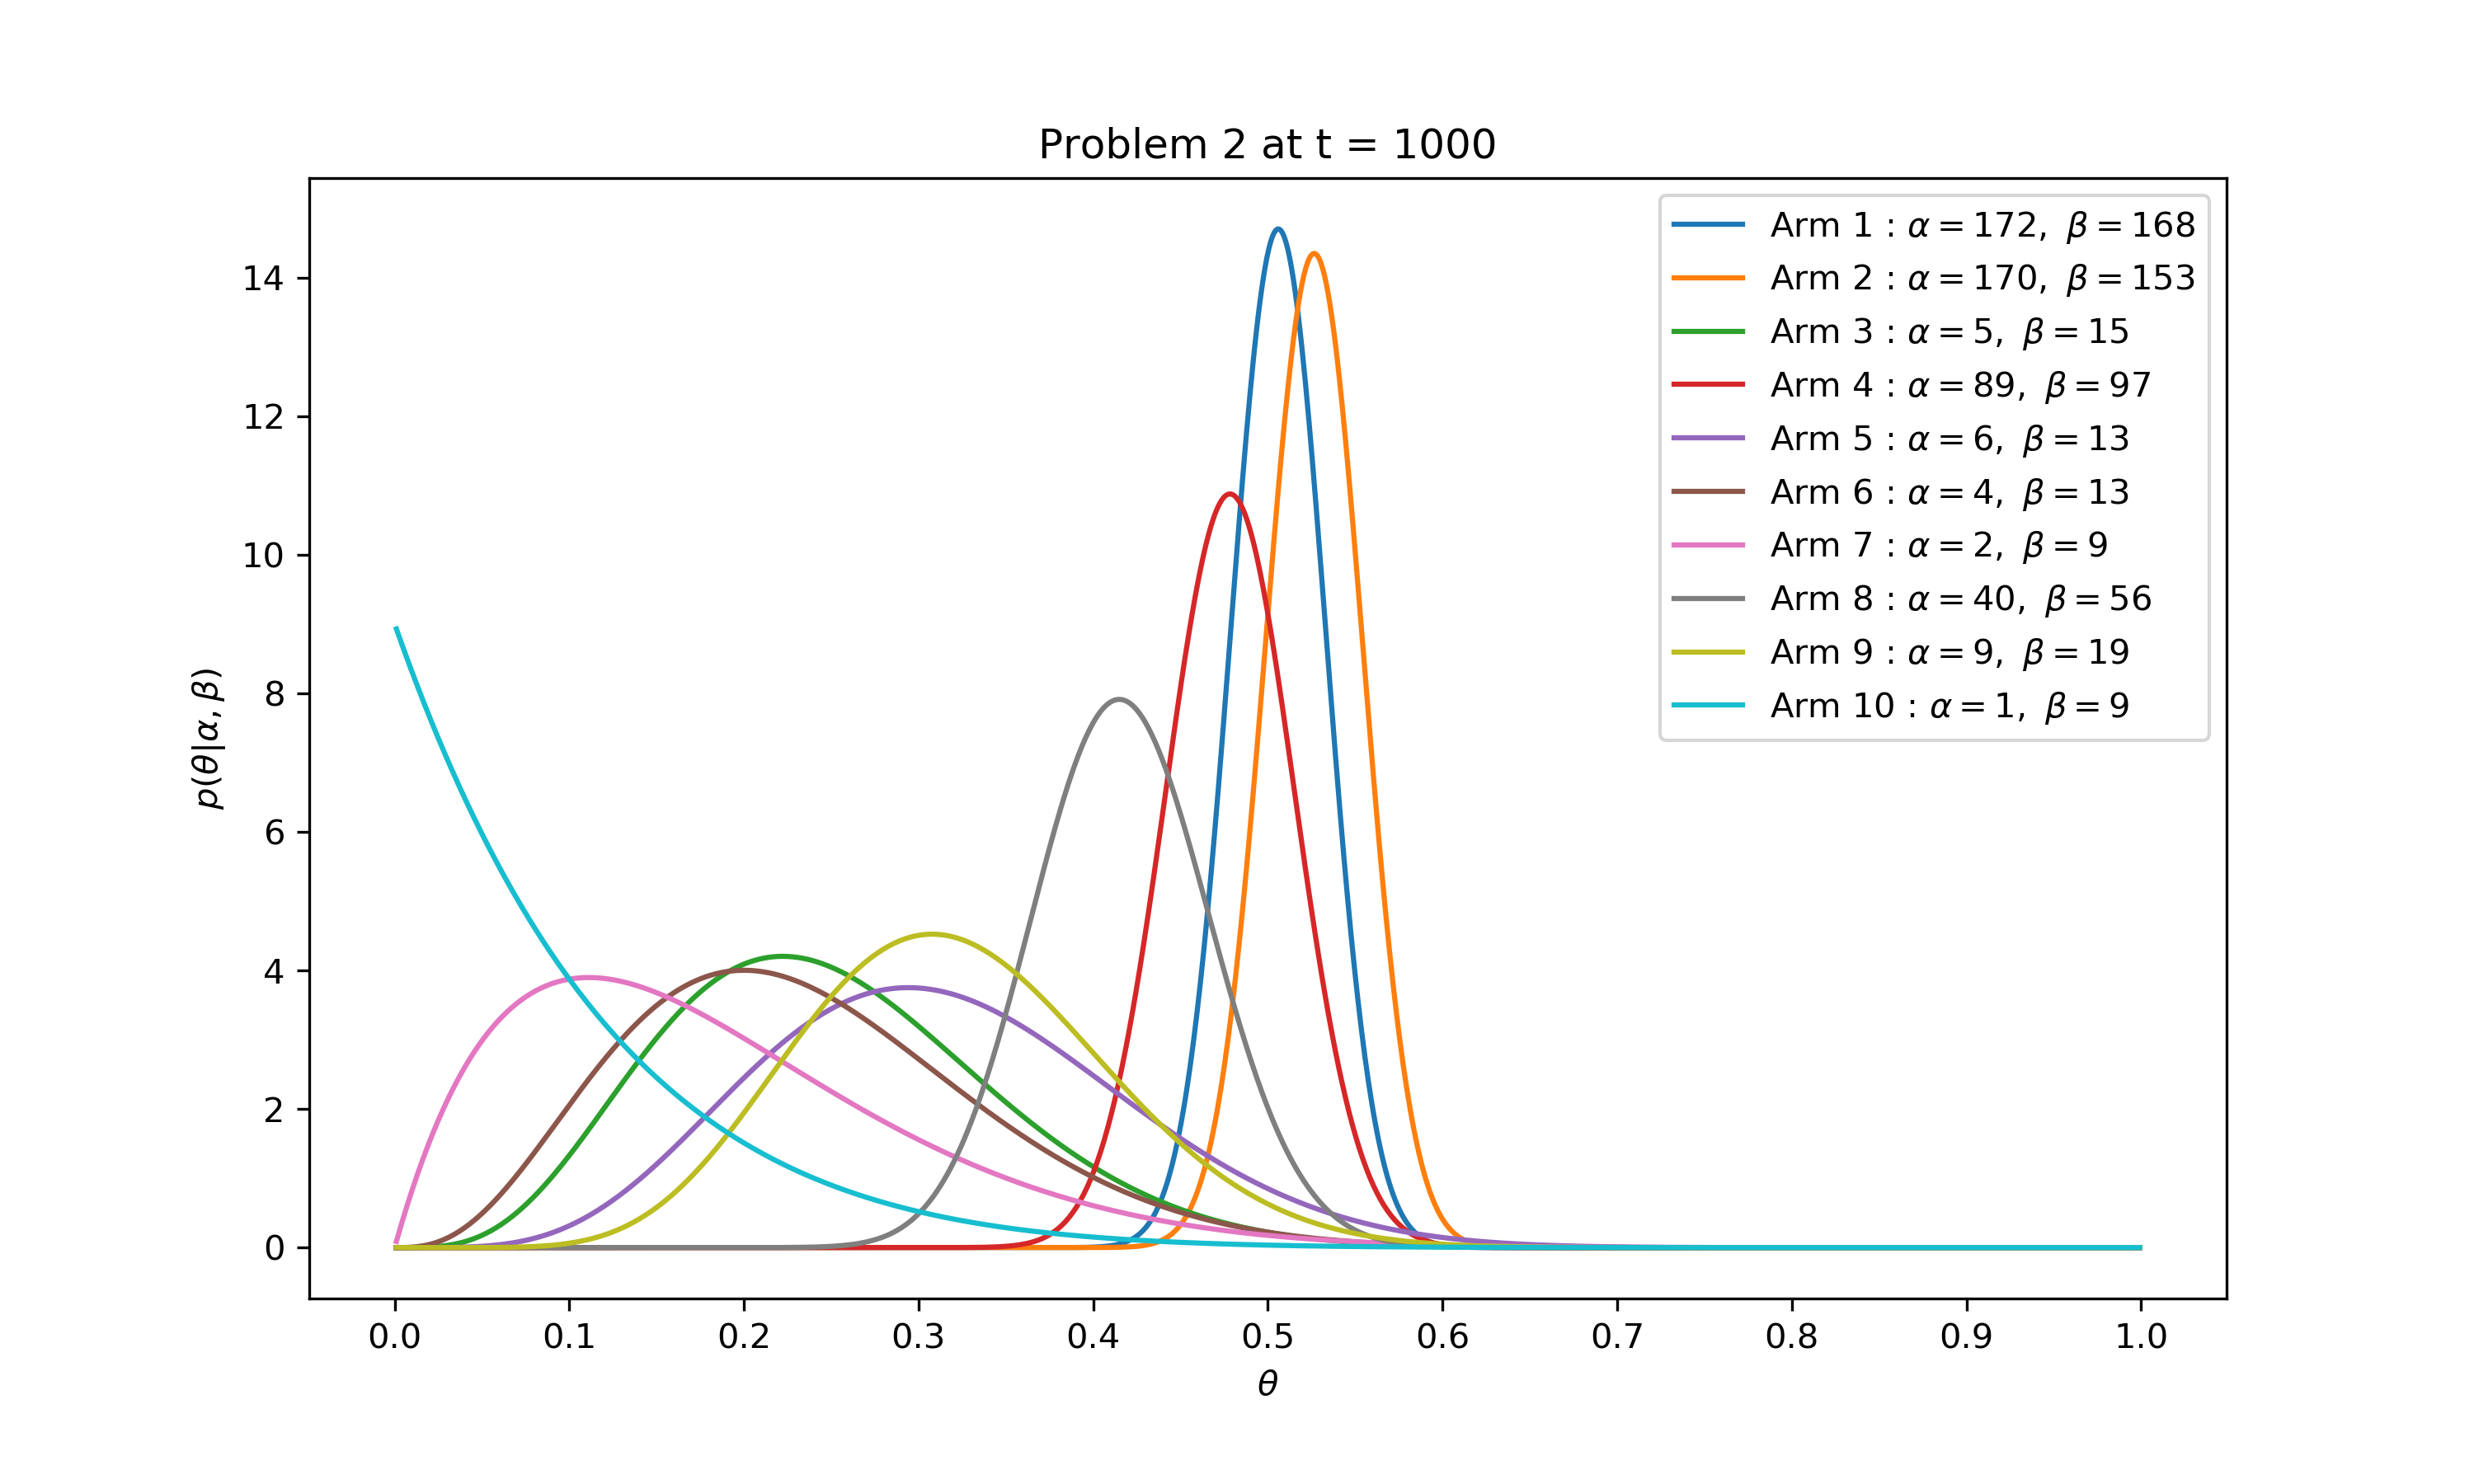 Problem 2 at t = 1000
p(θ|α, β)
14
12
10
8
6
4
2
0
Arm 1 : α = 172, β = 168
Arm 2 : α = 170, β = 153
Arm 3 : α = 5, β = 15
Arm 4 : α = 89, β = 97
Arm 5 : α = 6, β = 13
Arm 6 : α = 4, β = 13
Arm 7 : α = 2, β = 9
Arm 8 : α = 40, β = 56
Arm 9 : α = 9, β = 19
Arm 10 : α = 1, β = 9
0.0 0.1 0.2 0.3 0.4 0.5 0.6 0.7 0.8 0.9 1.0
θ